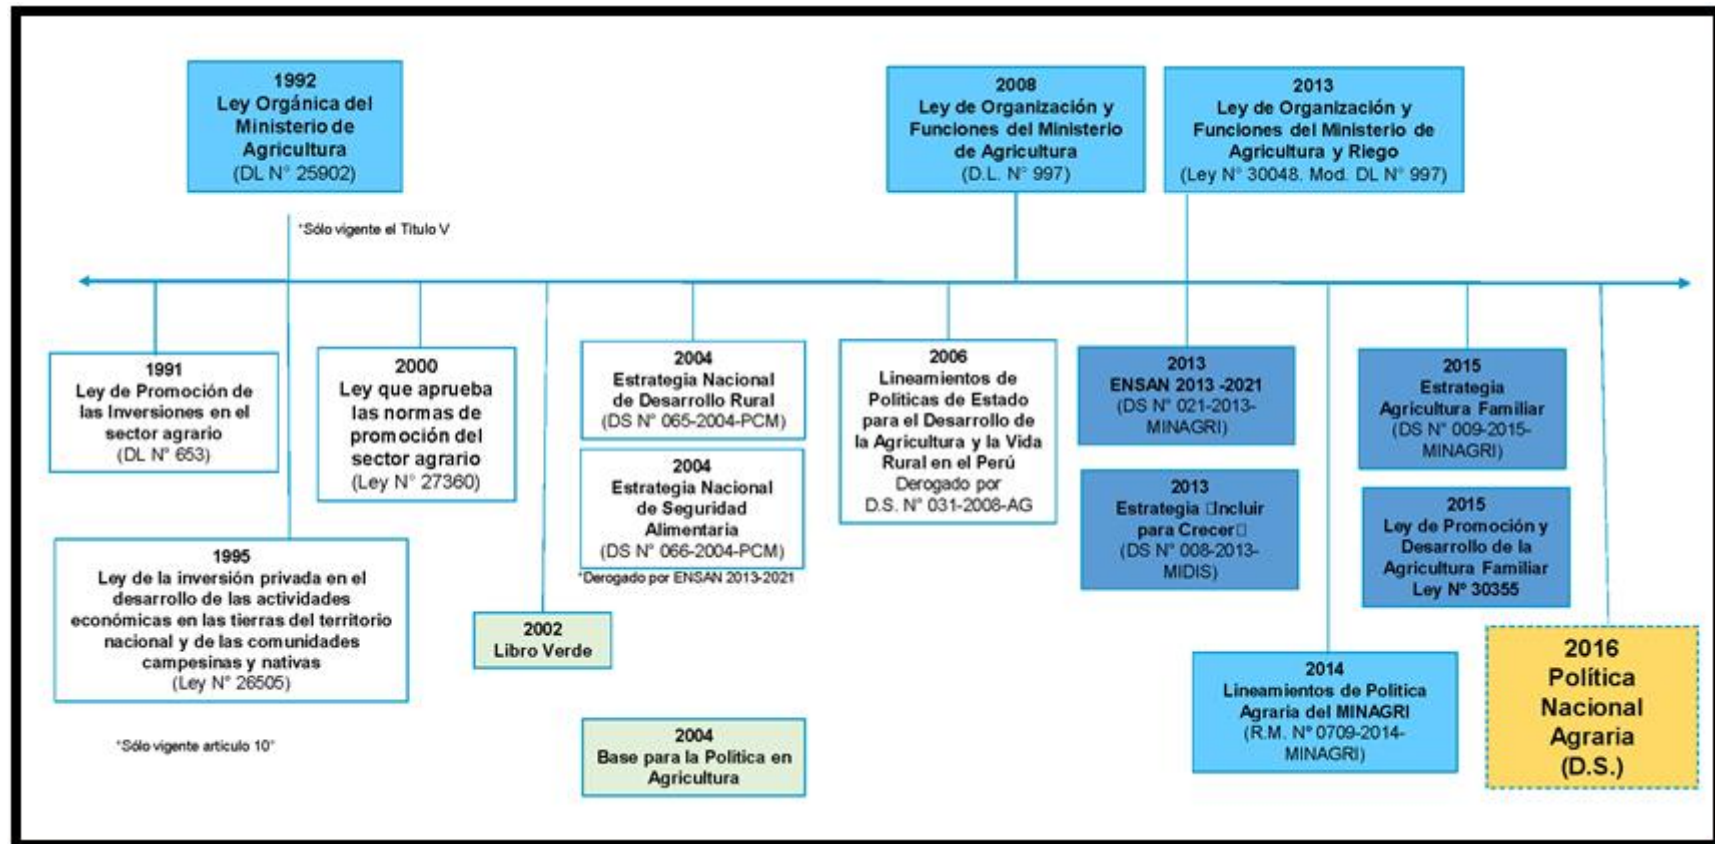 1992
Ley Orgánica del
Ministerio de
Agricultura
(DL N° 25902)
*Sólo vigente el Titulo V
2008
Ley de Organización y
Funciones del Ministerio
de Agricultura
(D.L. N° 997)
2013
Ley de Organización y
Funciones del Ministerio de
Agricultura y Riego
(Ley N° 30048. Mod. DL N° 997)
1991
Ley de Promoción de
las Inversiones en el
sector agrario
(DL N° 653)
1995
Ley de la inversión privada en el
desarrollo de las actividades
económicas en las tierras del territorio
nacional y de las comunidades
campesinas y nativas
(Ley N° 26505)
*Sólo vigente articulo 10°
2000
Ley que aprueba
las normas de
promoción del
sector agrario
(Ley N° 27360)
2002
Libro Verde
2004
Estrategia Nacional
de Desarrollo Rural
(DS N° 065-2004-PCM)
2004
Estrategia Nacional
de Seguridad
Alimentaria
(DS N° 066-2004-PCM)
*Derogado por ENSAN 2013-2021
2004
Base para la Politica en
Agricultura
2006
Lineamientos de
Politicas de Estado
para el Desarrollo de
la Agricultura y la Vida
Rural en el Perú
Derogado por
D.S. N° 031-2008-AG
2013
ENSAN 2013 -2021
(DS N° 021-2013-
MINAGRI)
2013
Estrategia □Incluir
para Crecer□
(DS N° 008-2013-
MIDIS)
2014
Lineamientos de Politica
Agraria del MINAGRI
(R.M. Nº 0709-2014-
MINAGRI)
2015
Estrategia
Agricultura Familiar
(DS N° 009-2015-
MINAGRI)
2015
Ley de Promoción y
Desarrollo de la
Agricultura Familiar
Ley Nº 30355
2016
Política
Nacional
Agraria
(D.S.)